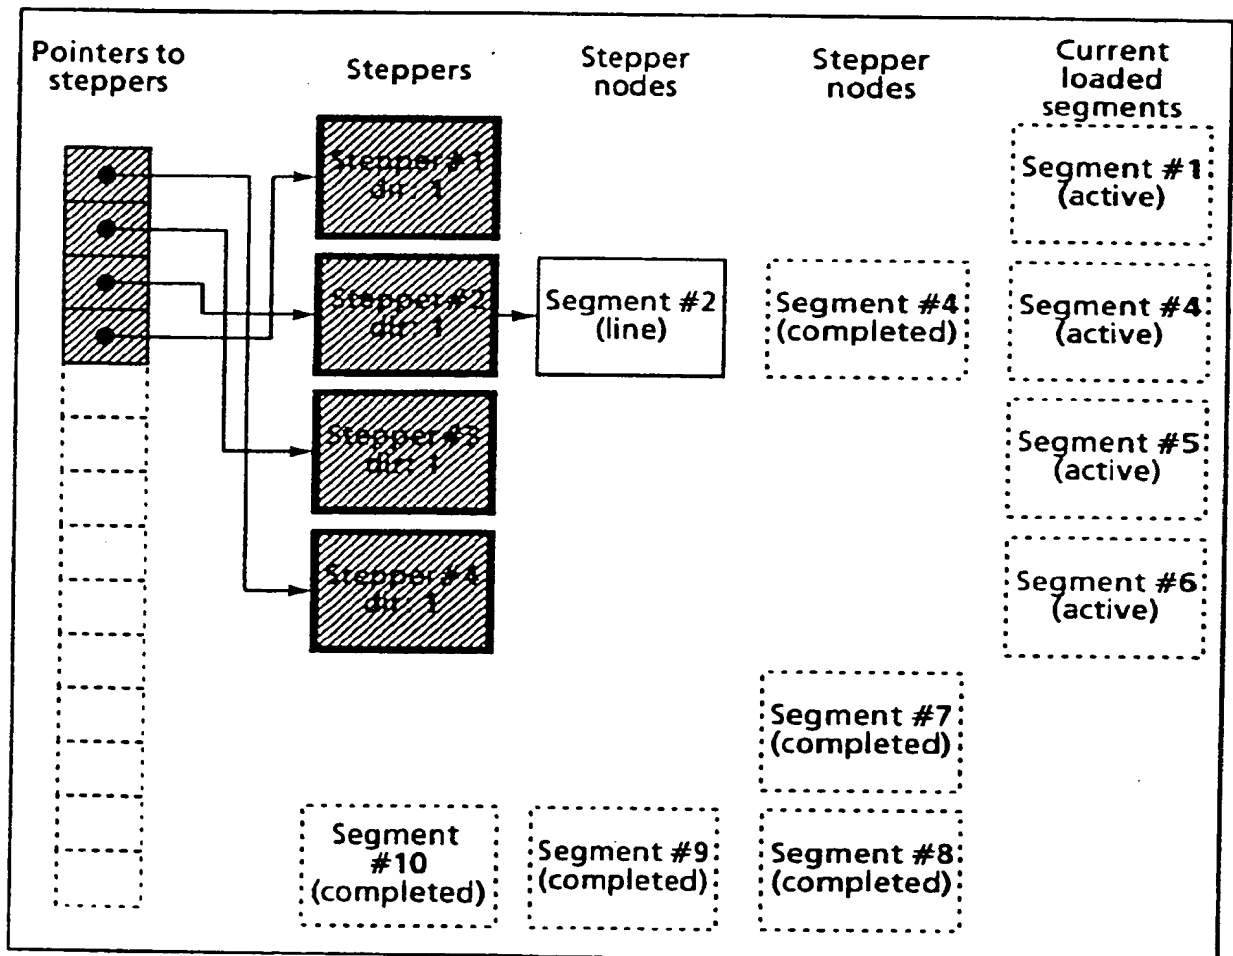 Pointers to
steppers
Steppers
Stepper
nodes
Stepper
nodes
Current
loaded
segments
Stepper#1
dir: 1
Segment #1
(active)
Stepper#2
dir: 1
Segment #2
(line)
Segment #4
(completed)
Segment #4
(active)
Stepper#3
dir: 1
Segment #5
(active)
Stepper#4
dir: 1
Segment #6
(active)
Segment #7
(completed)
Segment
#10
(completed)
Segment #9
(completed)
Segment #8
(completed)